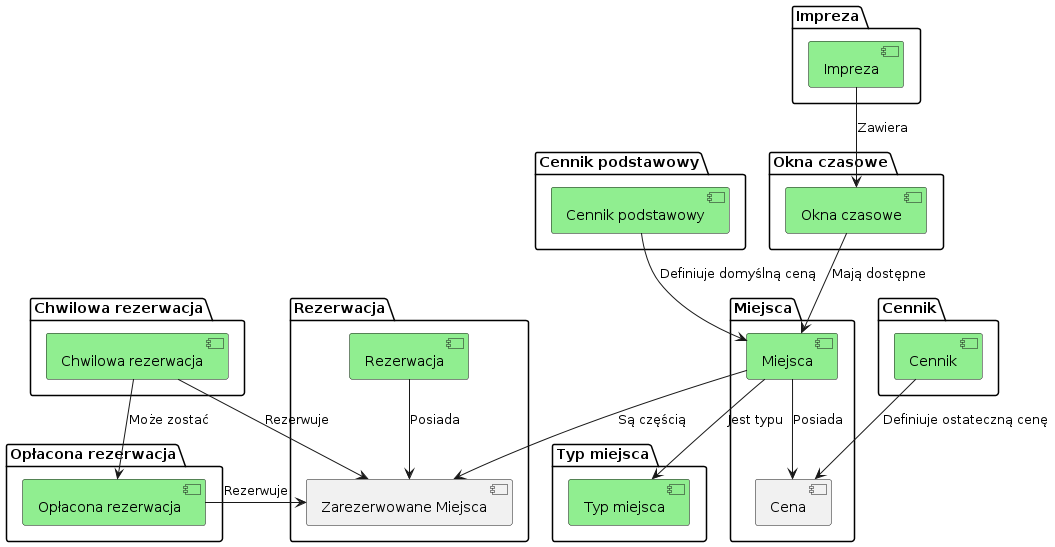 Impreza
Impreza
Zawiera
Cennik podstawowy
Okna czasowe
Cennik podstawowy
Okna czasowe
Definiuje domyślną ceną
Mają dostępne
Chwilowa rezerwacja
Rezerwacja
Miejsca
Cennik
Chwilowa rezerwacja
Rezerwacja
Miejsca
Cennik
Może zostać
Rezerwuje
Posiada
Są częścią
Jest typu
Posiada
Definiuje ostateczną cenę
Opłacona rezerwacja
Typ miejsca
Rezerwuje
Opłacona rezerwacja
Zarezerwowane Miejsca
Typ miejsca
Cena